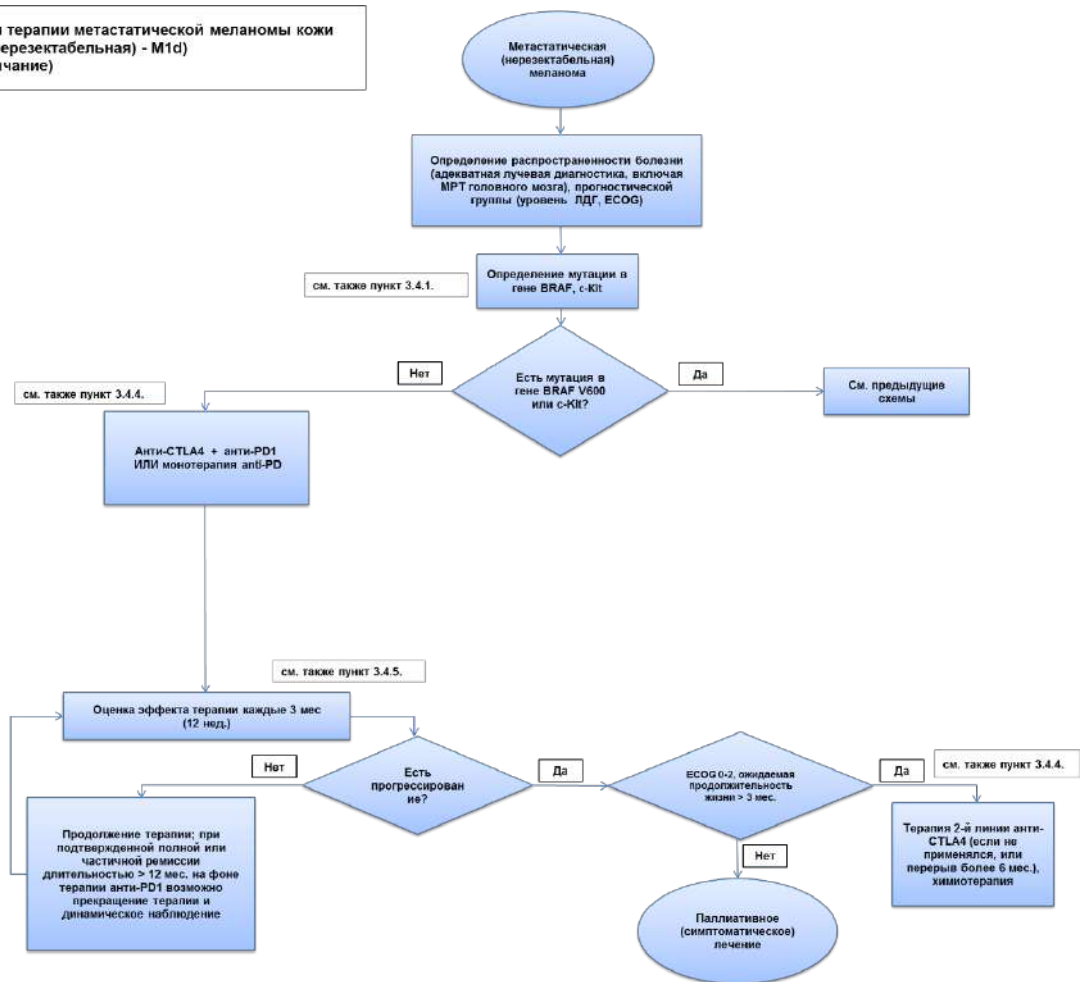 терапии метастатической меланомы кожи
- M1d)
Метастатическая
(нерезектабельная)
меланома
Определение распространенности болезни
(адекватная лучевая диагностика, включая
МРТ головного мозга), прогностической
группы (уровень ЛДГ, ECOG)
см. также пункт 3.4.1.
Определение мутации в
гене BRAF, c-Kit
Нет
Есть мутация в
гене BRAF V600
или c-Kit?
Да
См. предыдущие
схемы
см. также пункт 3.4.4.
Анти-CTLA4 + анти-PD1
ИЛИ монотерапия anti-PD
см. также пункт 3.4.5.
Оценка эффекта терапии каждые 3 мес
(12 нед.)
Нет
Есть
прогрессирован
ие?
Да
ECOG 0-2, ожидаемая
продолжительность
жизни > 3 мес.
Да
см. также пункт 3.4.4.
Продолжение терапии; при
подтвержденной полной или
частичной ремиссии
длительностью > 12 мес. на фоне
терапии анти-PD1 возможно
прекращение терапии и
динамическое наблюдение
Нет
Терапия 2-й линии анти-
CTLA4 (если не
применялся, или
перерыв более 6 мес.),
химиотерапия
Паллиативное
(симптоматическое)
лечение